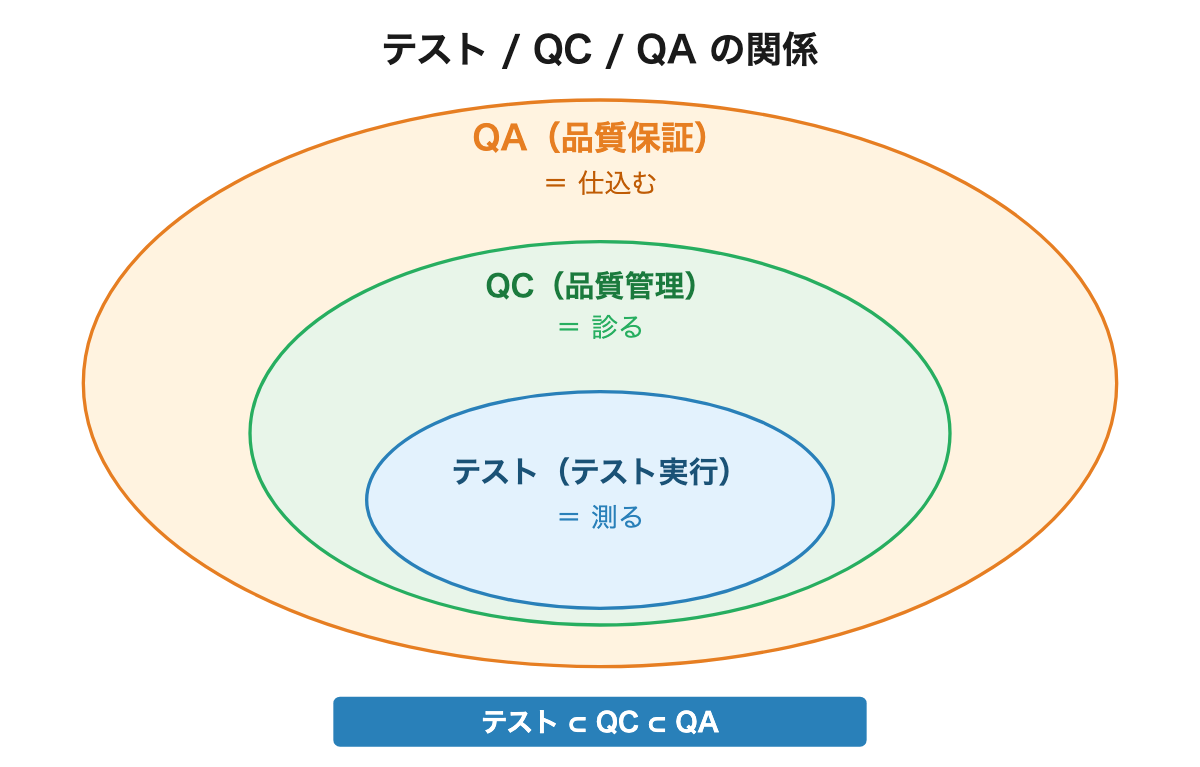 テスト / QC / QA の関係
QA（品質保証）
＝ 仕込む
QC（品質管理）
＝ 診る
テスト（テスト実行）
＝ 測る
テスト ⊂ QC ⊂ QA